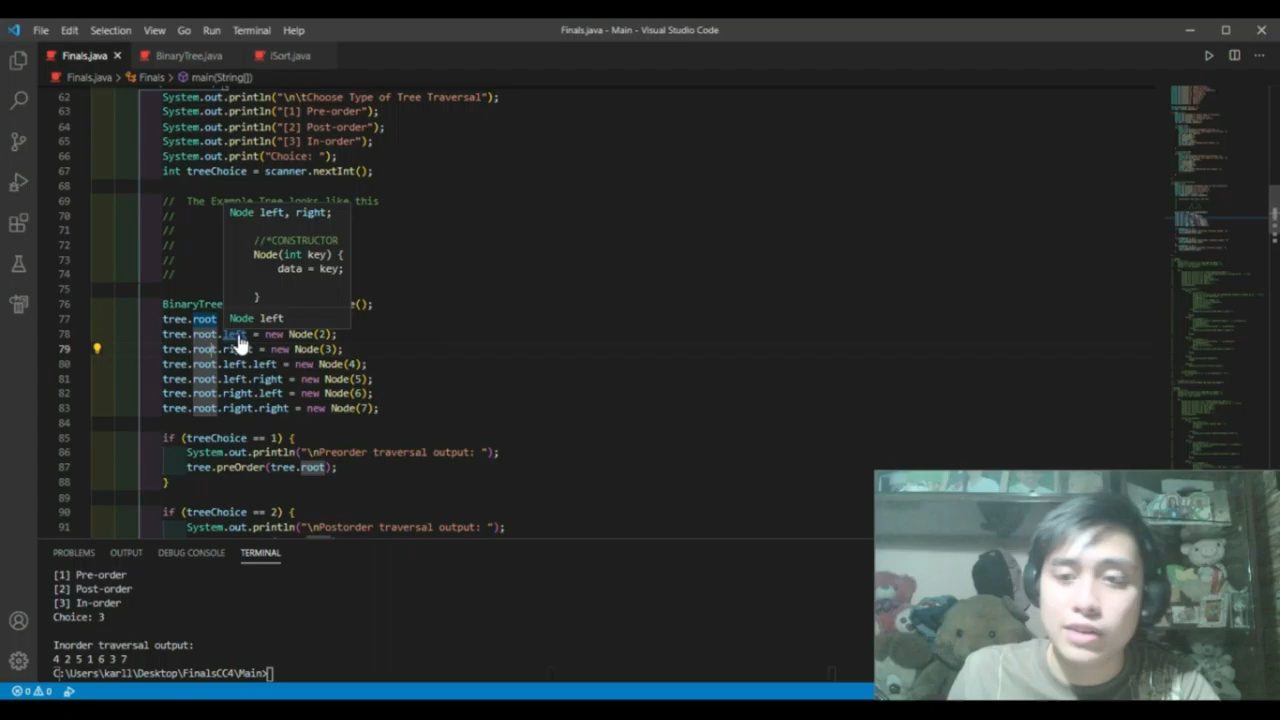 File Edit Selection View Go Run Terminal Help
Finals.java - Main - Visual Studio Code
Finals.java BinaryTree.java iSort.java
Finals.java > Finals > main(String[])
62 System.out.println("\n\tChoose Type of Tree Traversal");
63 System.out.println("[1] Pre-order");
64 System.out.println("[2] Post-order");
65 System.out.println("[3] In-order");
66 System.out.print("Choice: ");
67 int treeChoice = scanner.nextInt();
68
69 // The Example Tree looks like this
70 //
71 //
72 //
73 //
74 //
75
Node left, right;
//*CONSTRUCTOR
Node(int key) {
data = key;
}
Node left
76 BinaryTree ();
77 tree.root
78 tree.root.left = new Node(2);
79 tree.root.right = new Node(3);
80 tree.root.left.left = new Node(4);
81 tree.root.left.right = new Node(5);
82 tree.root.right.left = new Node(6);
83 tree.root.right.right = new Node(7);
84
85 if (treeChoice == 1) {
86 System.out.println("\nPreorder traversal output: ");
87 tree.preOrder(tree.root);
88 }
89
90 if (treeChoice == 2) {
91 System.out.println("\nPostorder traversal output: ");
PROBLEMS OUTPUT DEBUG CONSOLE TERMINAL
[1] Pre-order
[2] Post-order
[3] In-order
Choice: 3
Inorder traversal output:
4 2 5 1 6 3 7
C:\Users\karll\Desktop\FinalsCC4\Main>
0 0